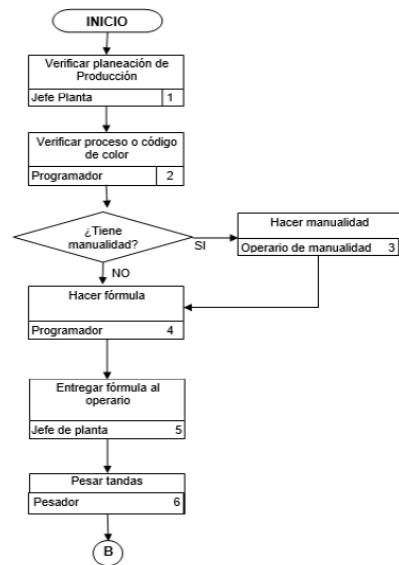 INICIO
Verificar planeación de
Producción
Jefe Planta 1
Verificar proceso o código
de color
Programador 2
¿Tiene
manualidad?
SI
Hacer manualidad
Operario de manualidad 3
NO
Hacer fórmula
Programador 4
Entregar fórmula al
operario
Jefe de planta 5
Pesar tandas
Pesador 6
B